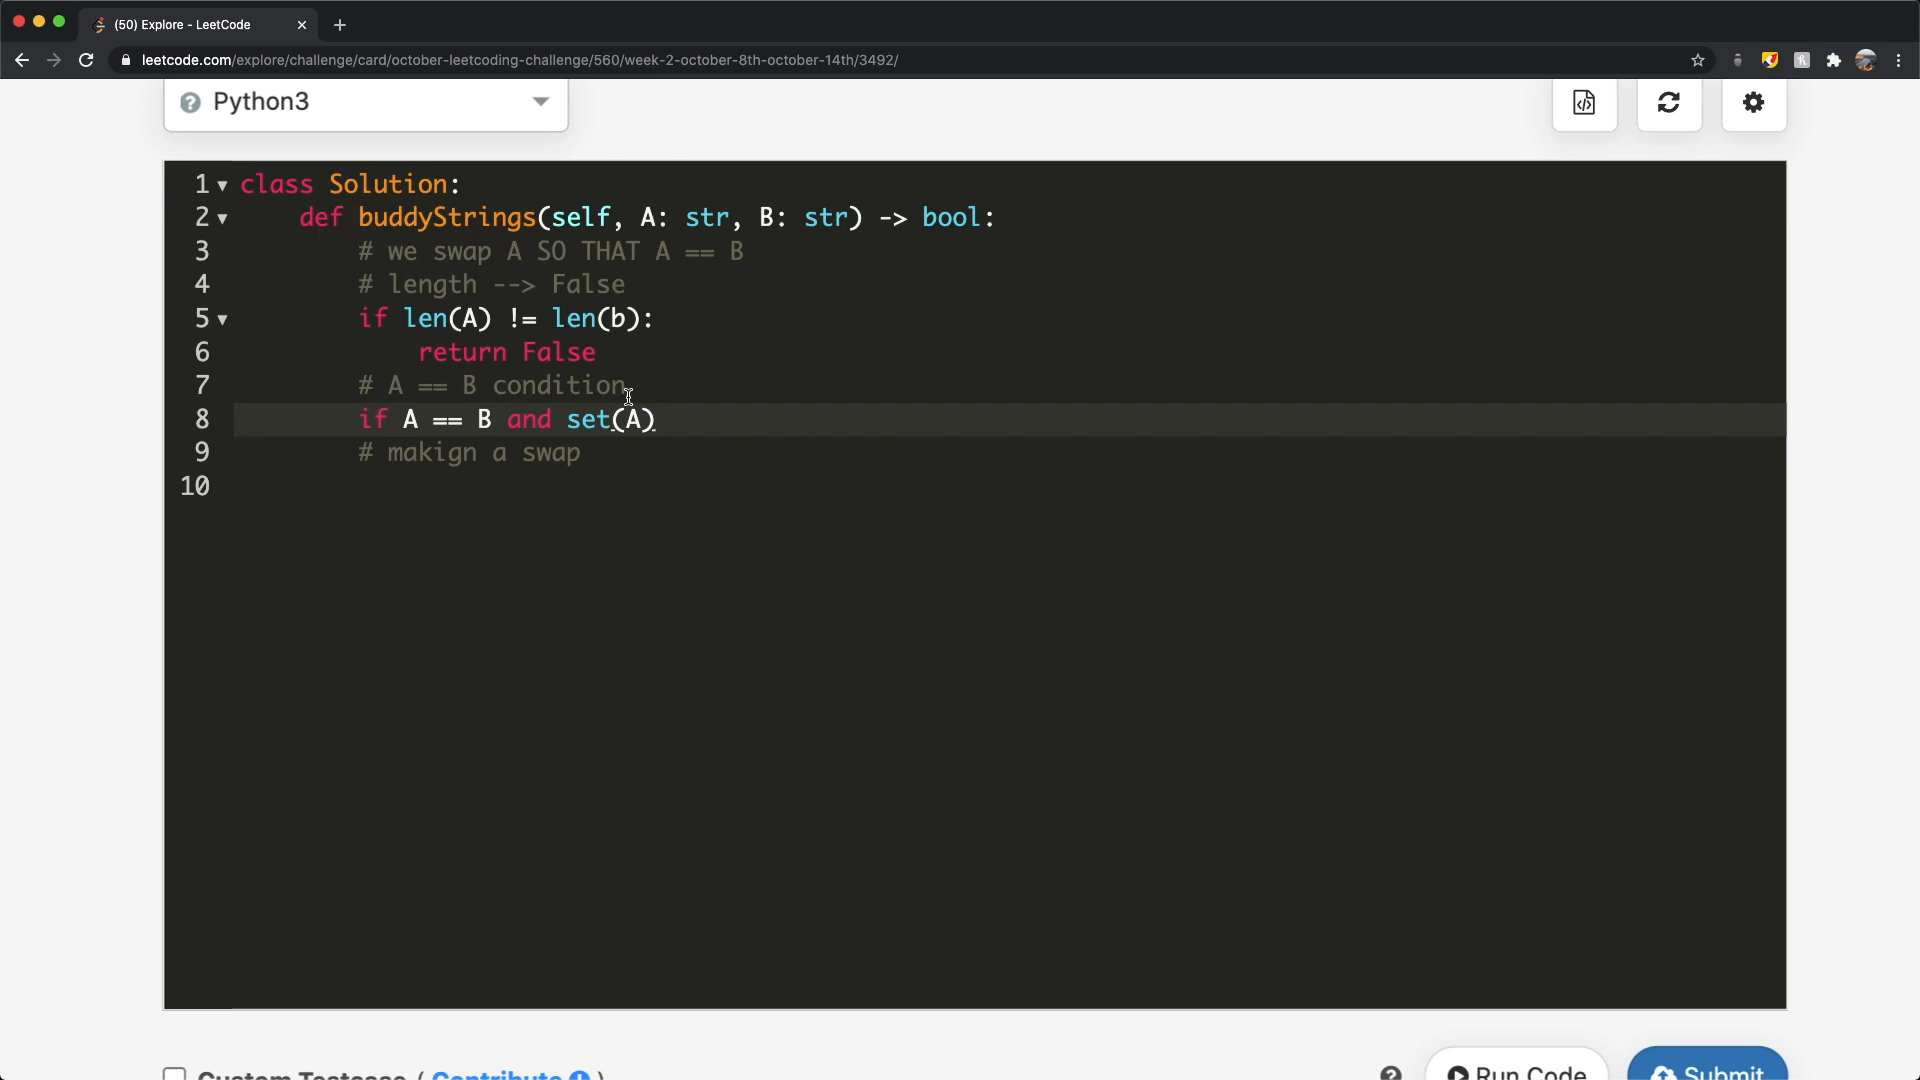 (50) Explore - LeetCode
leetcode.com/explore/challenge/card/october-leetcoding-challenge/560/week-2-october-8th-october-14th/3492/
Python3
1 class Solution:
2     def buddyStrings(self, A: str, B: str) -> bool:
3         # we swap A SO THAT A == B
4         # length --> False
5         if len(A) != len(b):
6             return False
7         # A == B condition
8         if A == B and set(A)
9         # makign a swap
10
Custom Testcase ( Contribute )
Run Code
Submit